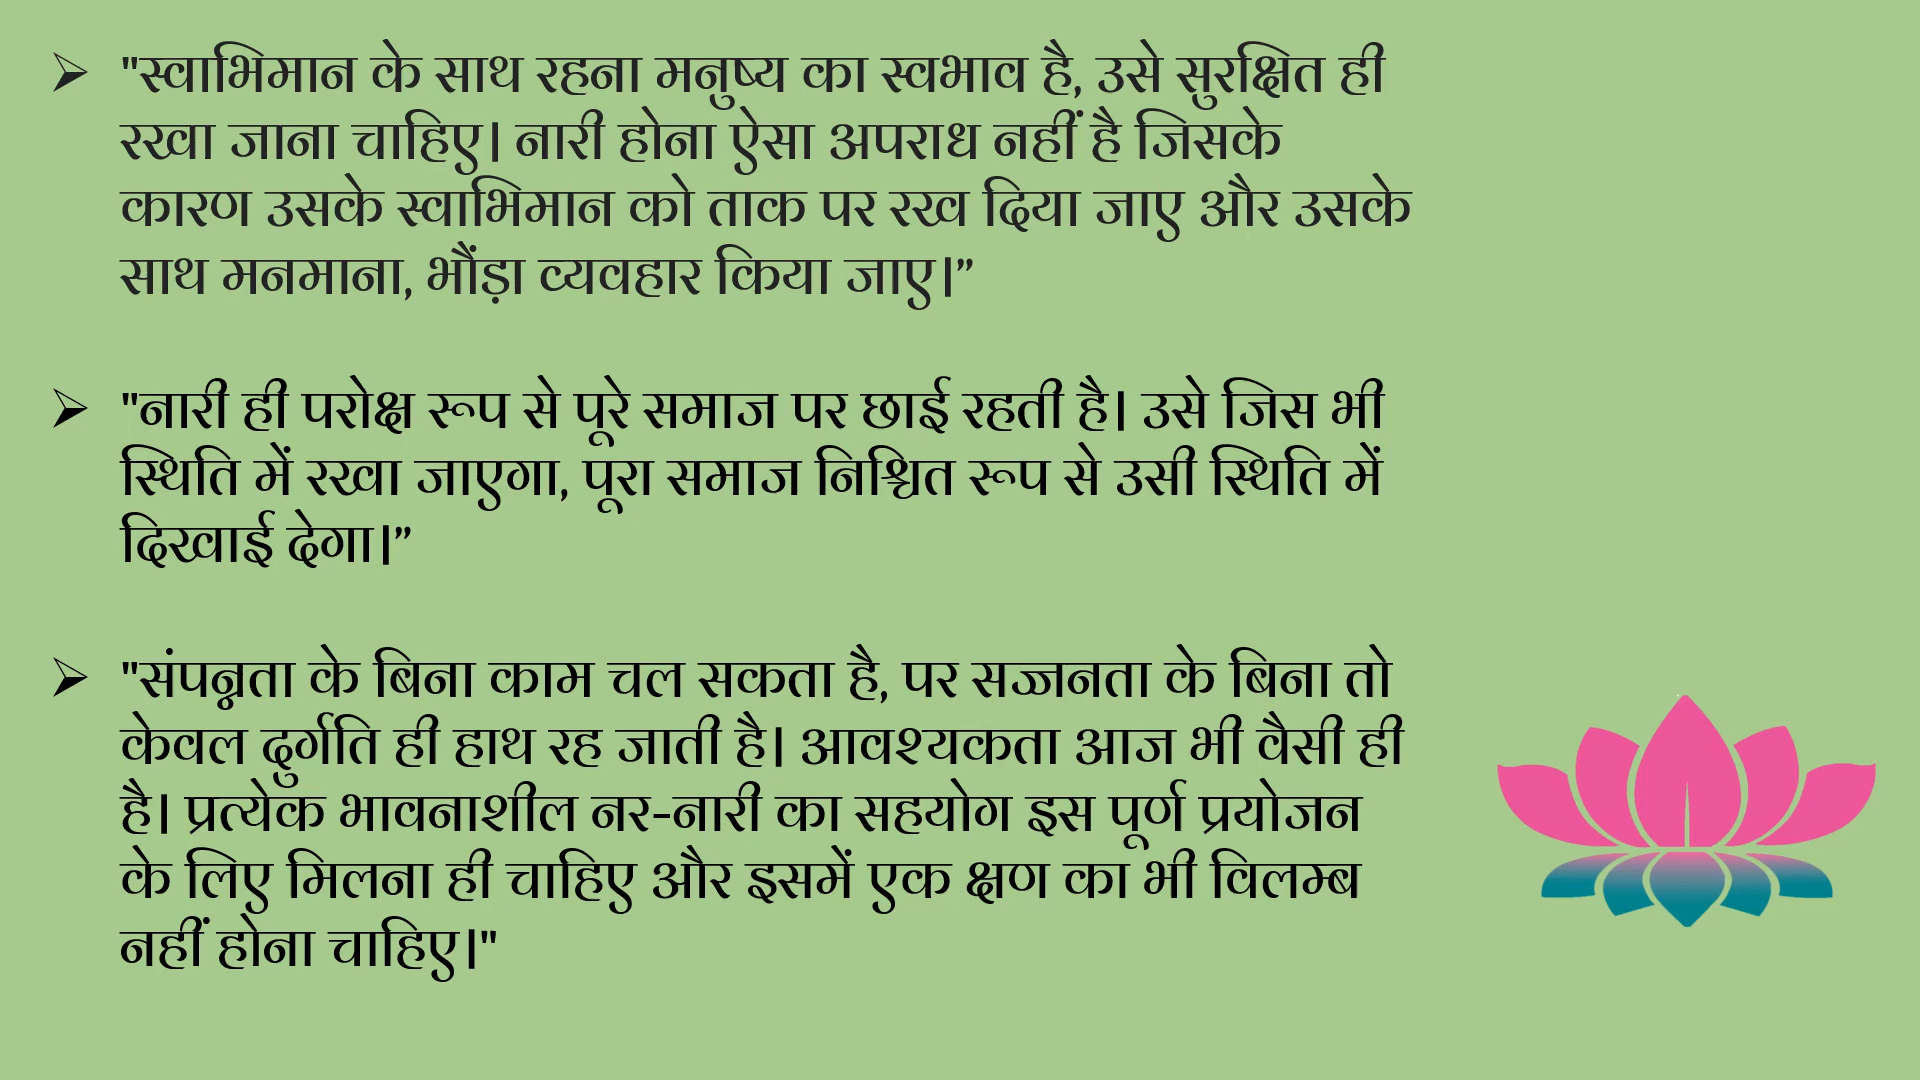 ➢ "स्वाभिमान के साथ रहना मनुष्य का स्वभाव है, उसे सुरक्षित ही
रखा जाना चाहिए। नारी होना ऐसा अपराध नहीं है जिसके
कारण उसके स्वाभिमान को ताक पर रख दिया जाए और उसके
साथ मनमाना, भौंड़ा व्यवहार किया जाए।”
➢ "नारी ही परोक्ष रूप से पूरे समाज पर छाई रहती है। उसे जिस भी
स्थिति में रखा जाएगा, पूरा समाज निश्चित रूप से उसी स्थिति में
दिखाई देगा।”
➢ "संपन्नता के बिना काम चल सकता है, पर सज्जनता के बिना तो
केवल दुर्गति ही हाथ रह जाती है। आवश्यकता आज भी वैसी ही
है। प्रत्येक भावनाशील नर-नारी का सहयोग इस पूर्ण प्रयोजन
के लिए मिलना ही चाहिए और इसमें एक क्षण का भी विलम्ब
नहीं होना चाहिए।"